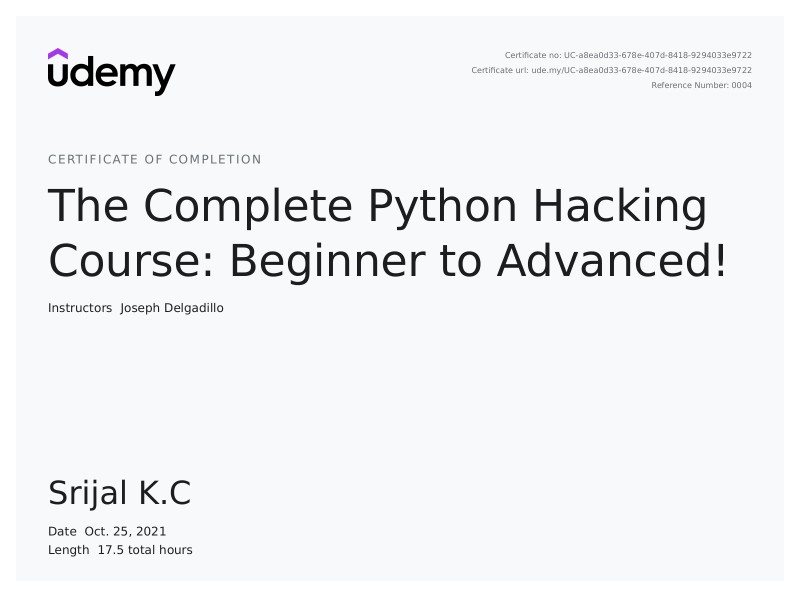 udemy
Certificate no: UC-a8ea0d33-678e-407d-8418-9294033e9722
Certificate url: ude.my/UC-a8ea0d33-678e-407d-8418-9294033e9722
Reference Number: 0004
CERTIFICATE OF COMPLETION
The Complete Python Hacking
Course: Beginner to Advanced!
Instructors Joseph Delgadillo
Srijal K.C
Date Oct. 25, 2021
Length 17.5 total hours